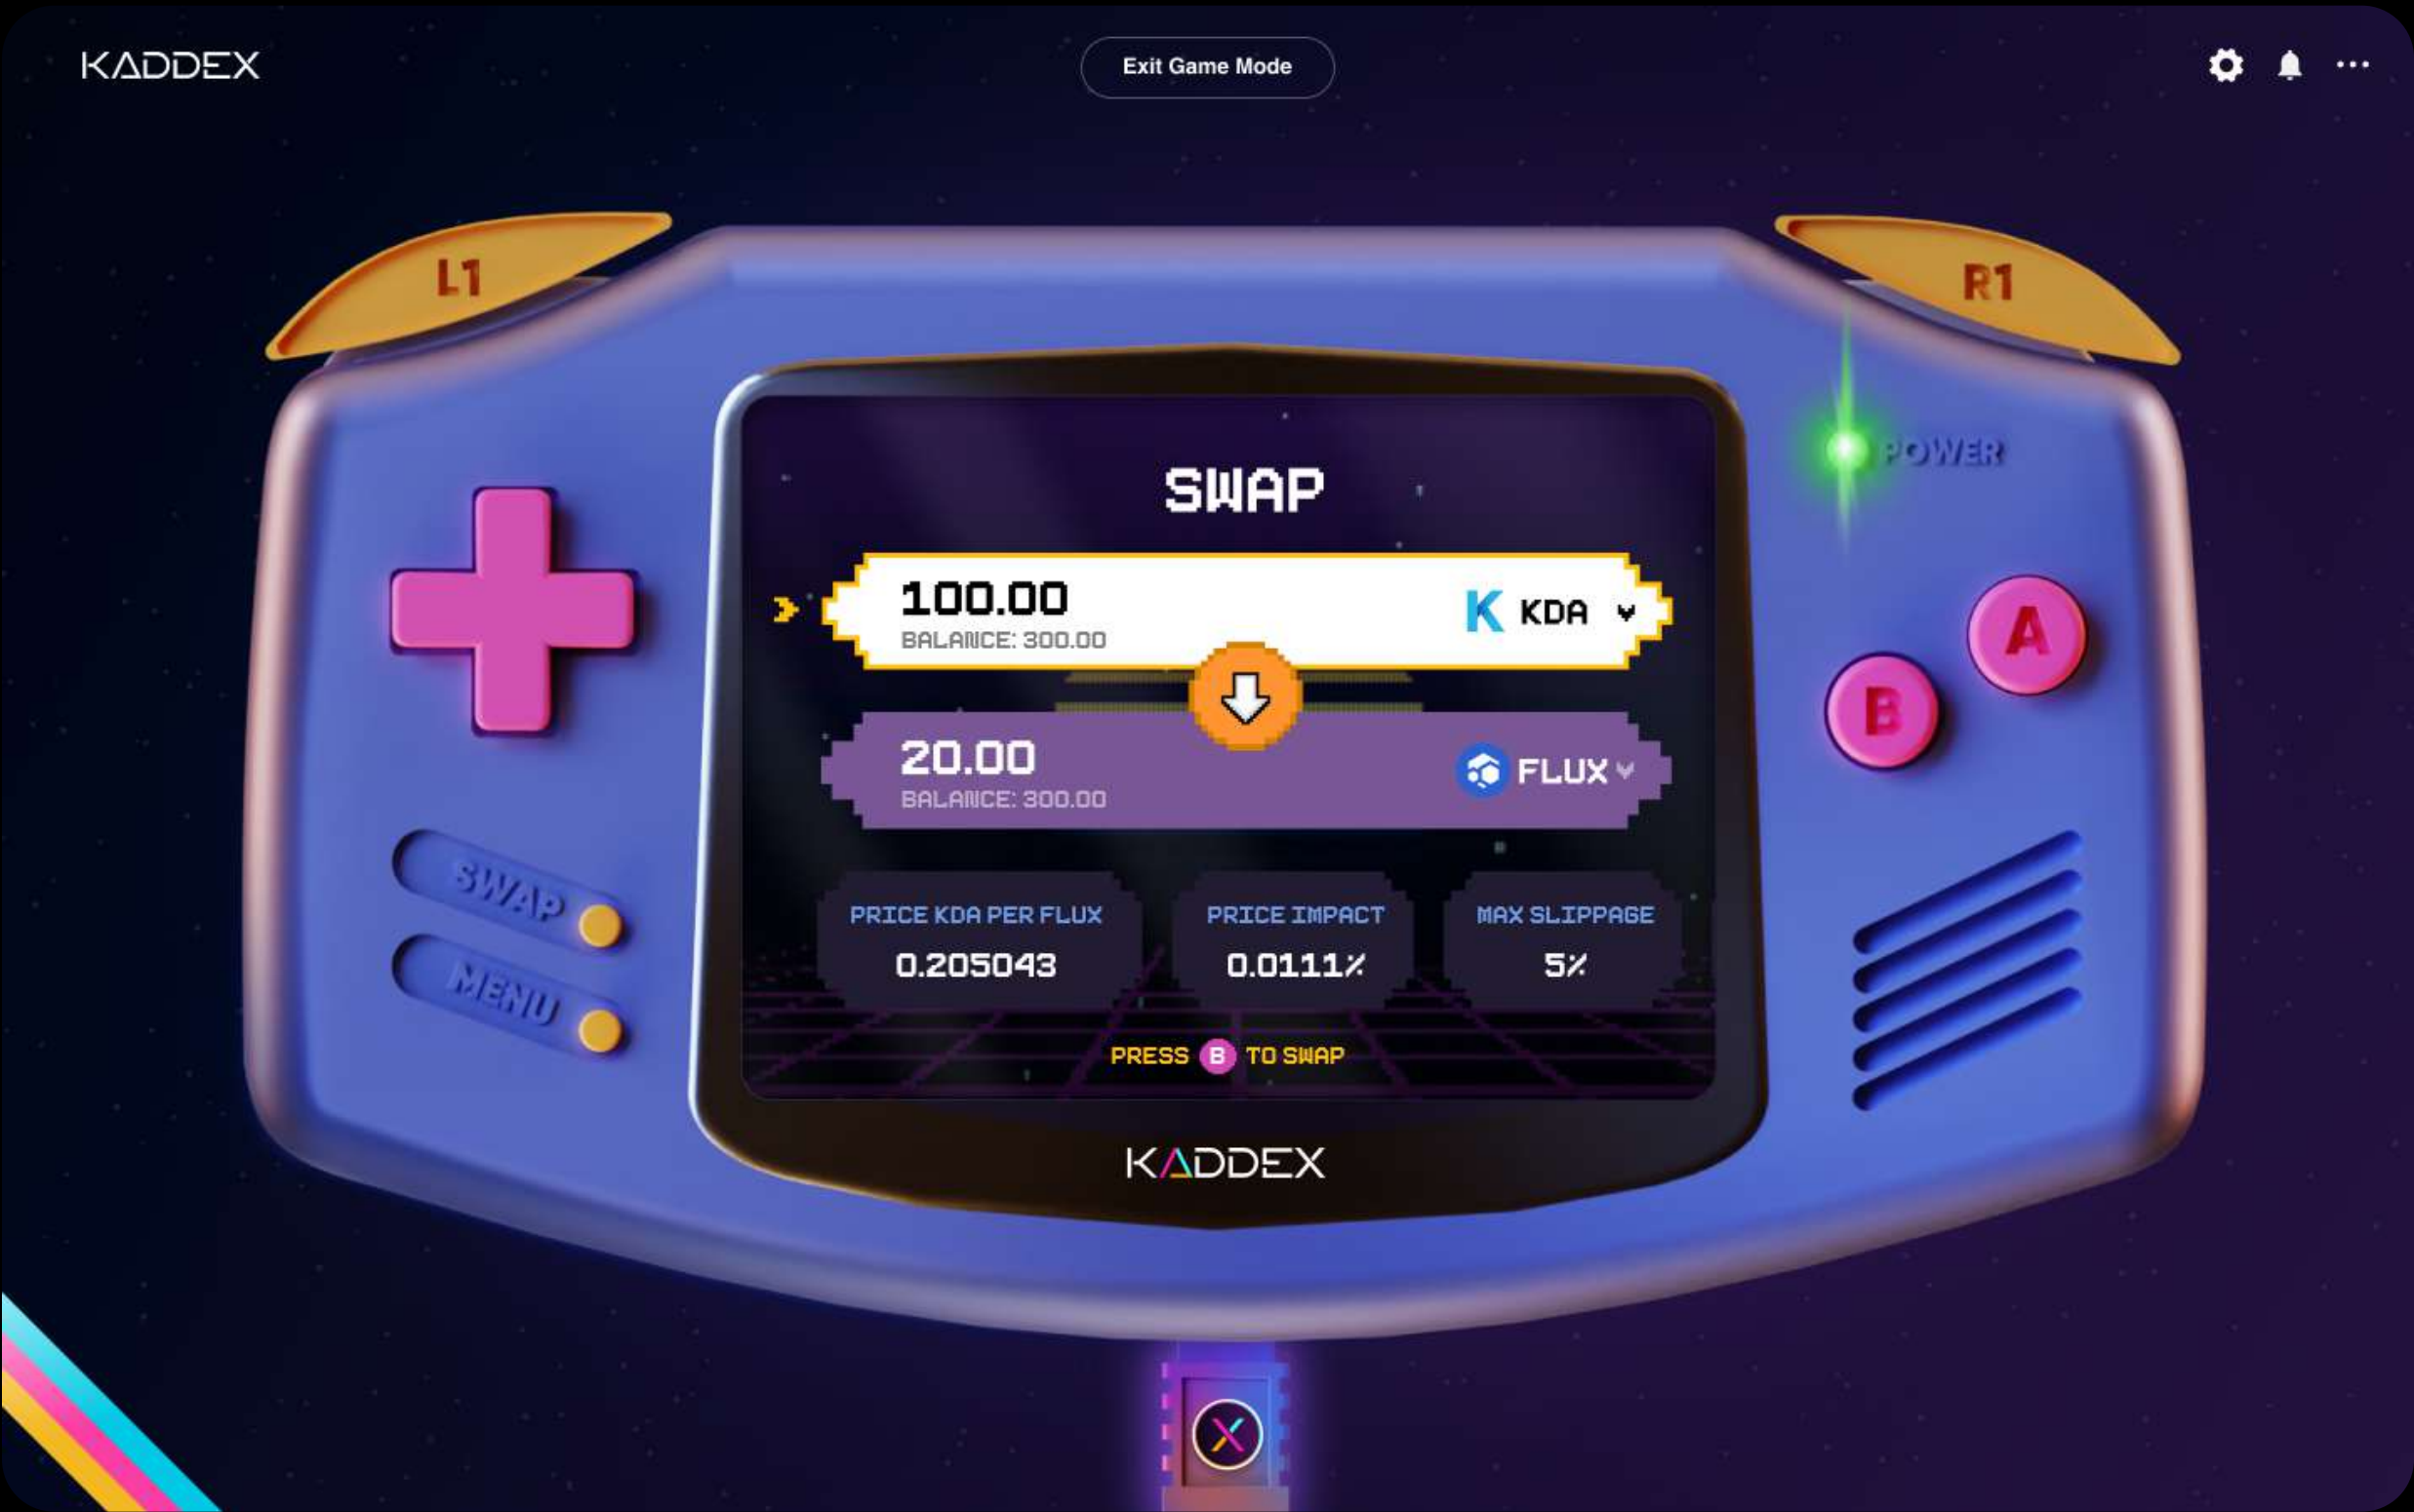 KADDEX
Exit Game Mode
L1
R1
POWER
SWAP
100.00
BALANCE: 300.00
K KDA
20.00
BALANCE: 300.00
FLUX
A
B
SWAP
MENU
PRICE KDA PER FLUX
0.205043
PRICE IMPACT
0.0111%
MAX SLIPPAGE
5%
PRESS B TO SWAP
KADDEX
X